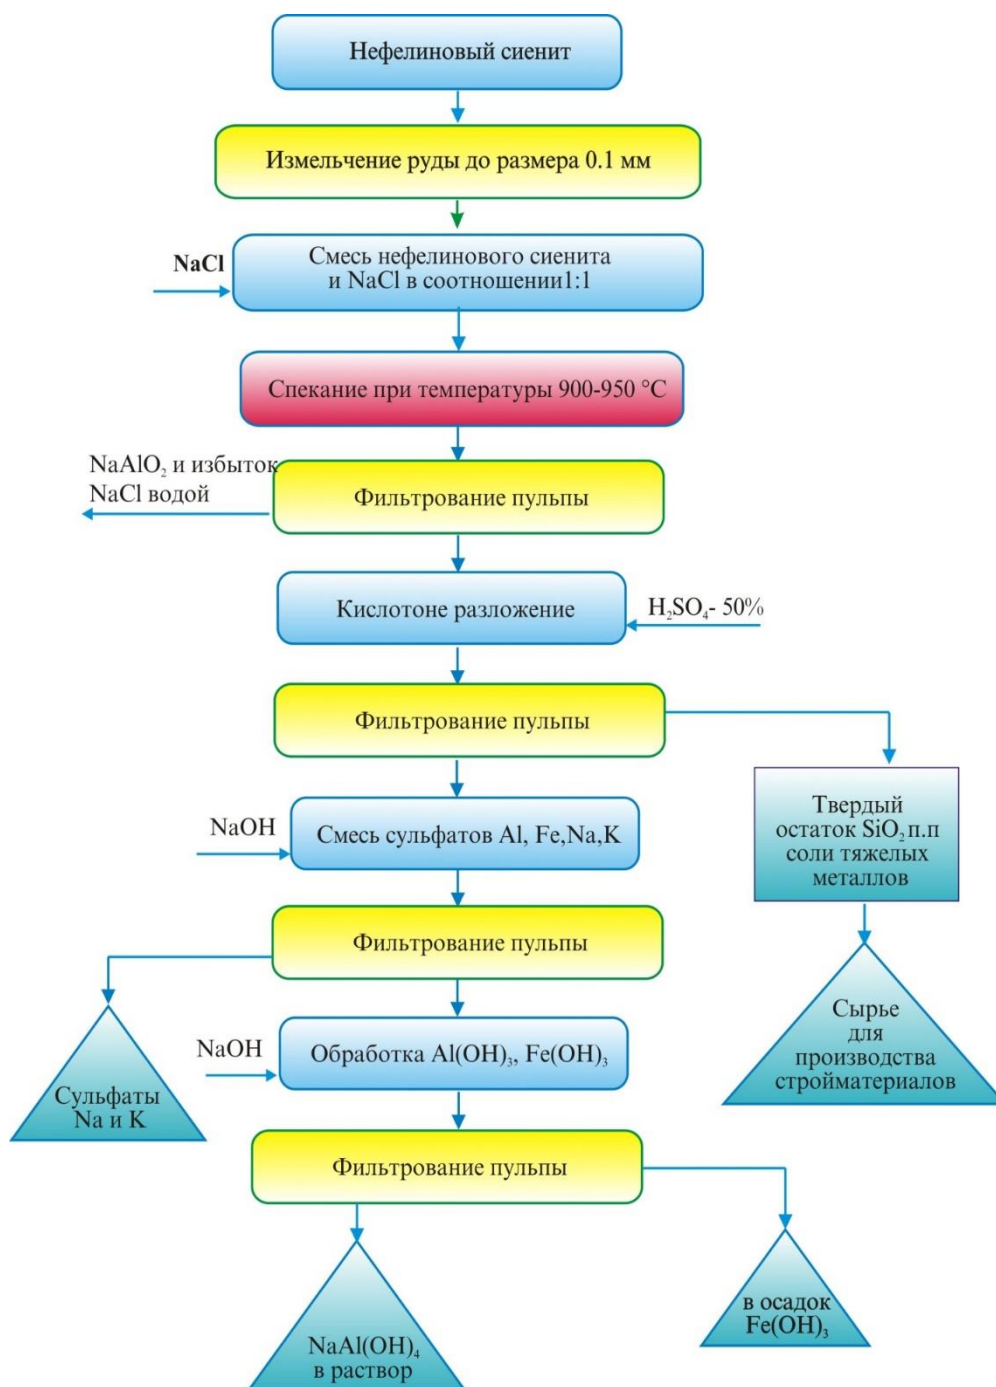 Нефелиновый сиенит
Измельчение руды до размера 0.1 мм
NaCl
Смесь нефелинового сиенита
и NaCl в соотношении1:1
Спекание при температуры 900-950 °C
NaAlO₂ и избыток
NaCl водой
Фильтрование пульпы
Кислотоне разложение
H₂SO₄- 50%
Фильтрование пульпы
Твердый
остаток SiO₂ п.п
соли тяжелых
металлов
NaOH
Смесь сульфатов Al, Fe,Na,K
Фильтрование пульпы
Сырье
для
производства
стройматериалов
NaOH
Обработка Al(OH)₃, Fe(OH)₃
Сульфаты
Na и K
Фильтрование пульпы
NaAl(OH)₄
в раствор
в осадок
Fe(OH)₃